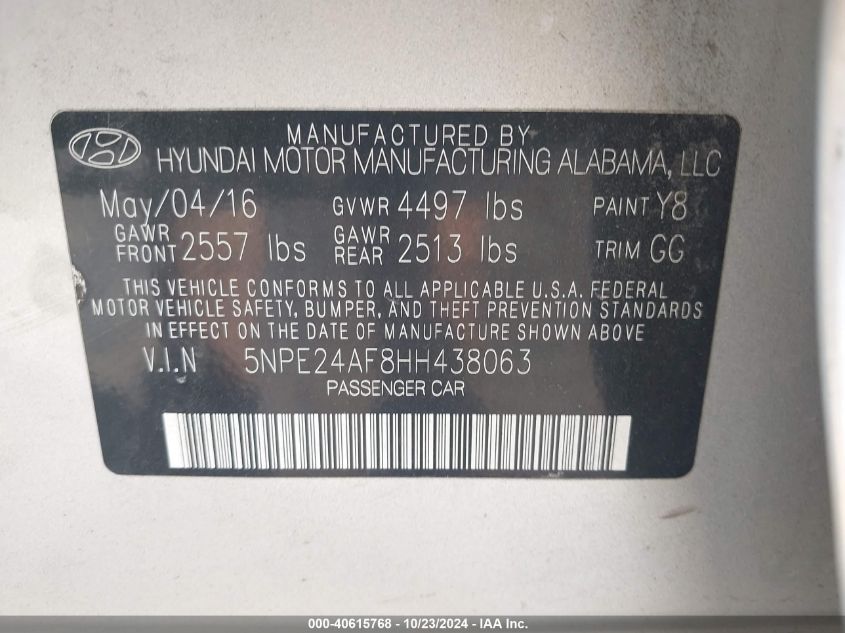 MANUFACTURED BY
HYUNDAI MOTOR MANUFACTURING ALABAMA, LLC
May/04/16 GVWR 4497 lbs PAINT Y8
GAWR FRONT 2557 lbs GAWR REAR 2513 lbs TRIM GG
THIS VEHICLE CONFORMS TO ALL APPLICABLE U.S.A. FEDERAL
MOTOR VEHICLE SAFETY, BUMPER, AND THEFT PREVENTION STANDARDS
IN EFFECT ON THE DATE OF MANUFACTURE SHOWN ABOVE
V.I.N 5NPE24AF8HH438063
PASSENGER CAR
000-40615768 - 10/23/2024 - IAA Inc.